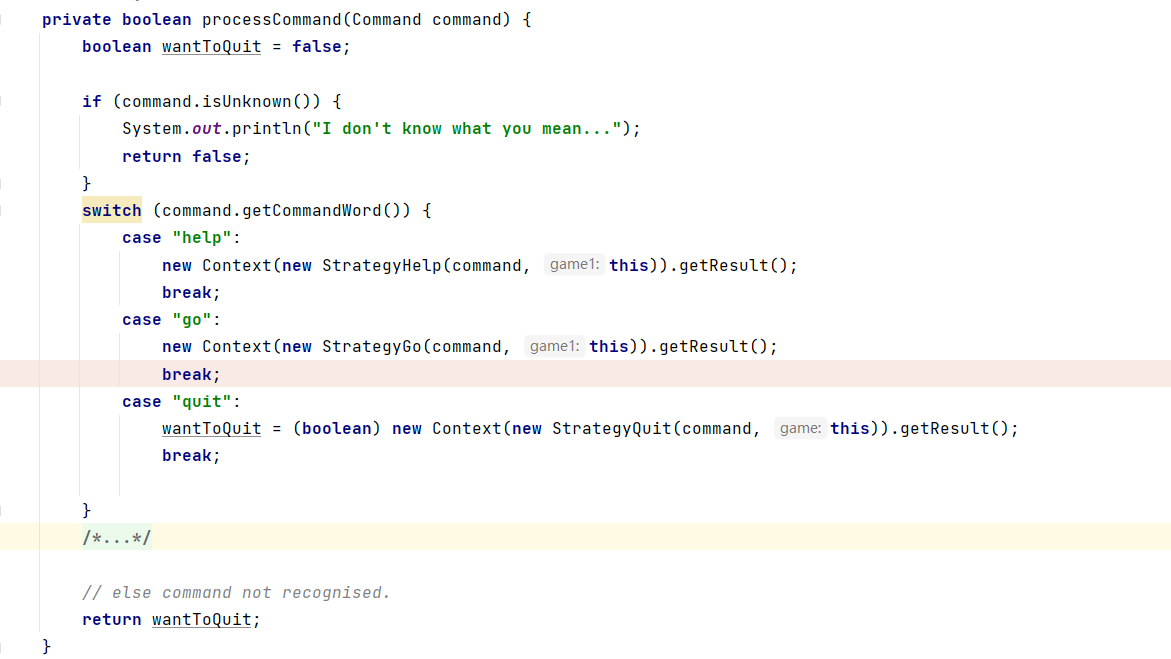 private boolean processCommand(Command command) {
    boolean wantToQuit = false;

    if (command.isUnknown()) {
        System.out.println("I don't know what you mean...");
        return false;
    }
    switch (command.getCommandWord()) {
        case "help":
            new Context(new StrategyHelp(command, game1: this)).getResult();
            break;
        case "go":
            new Context(new StrategyGo(command, game1: this)).getResult();
            break;
        case "quit":
            wantToQuit = (boolean) new Context(new StrategyQuit(command, game: this)).getResult();
            break;

    }
    /*...*/

    // else command not recognised.
    return wantToQuit;
}